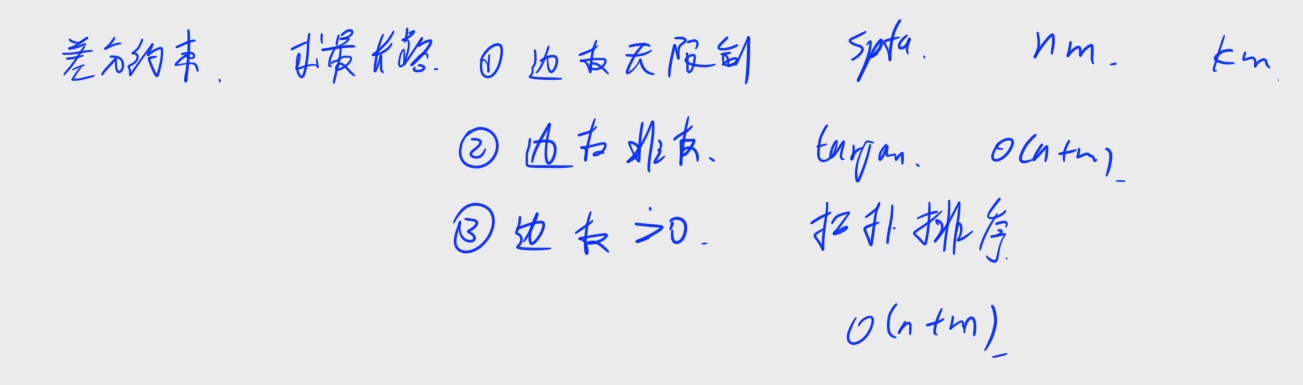 差分约束. 求最长路. ① 边权无限制 spfa. nm. km.
② 边权非负. tarjan. O(n+m)
③ 边权>0. 拓扑排序
O(n+m)